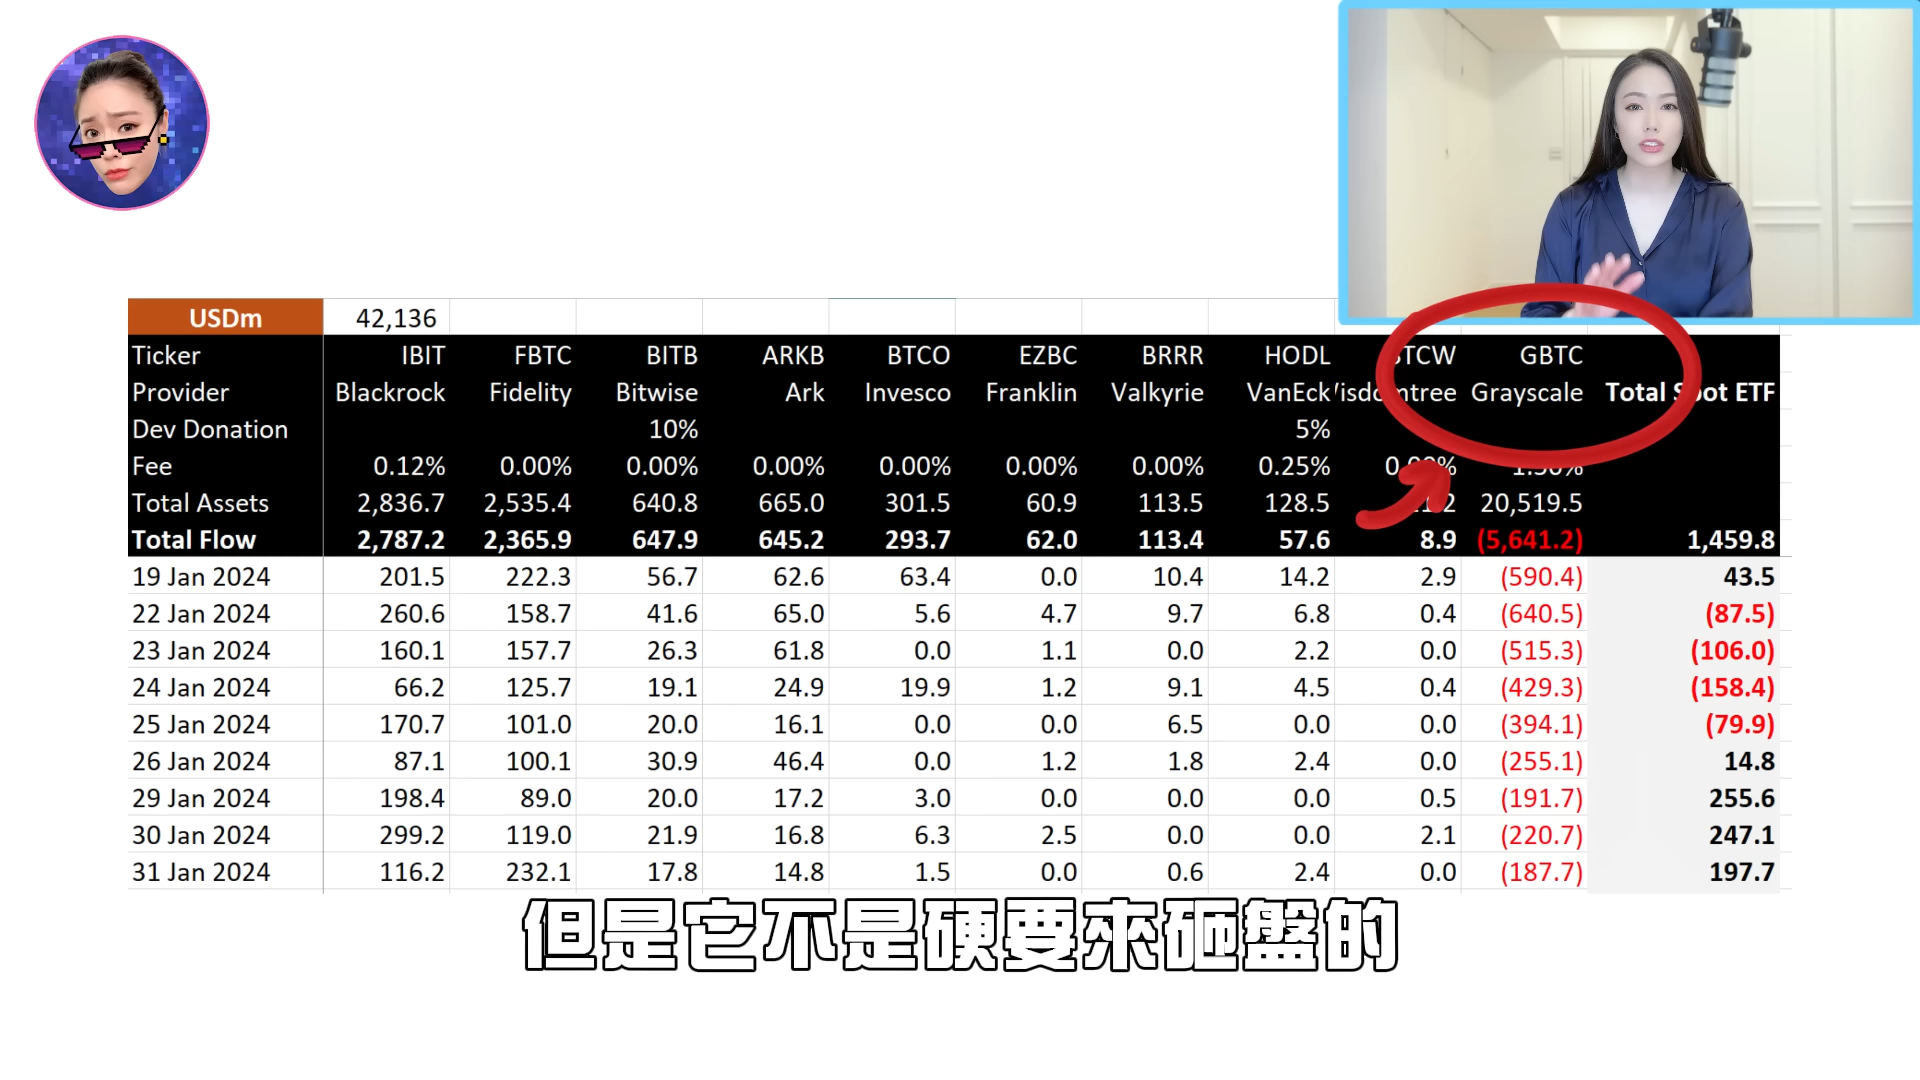 USDm 42,136
Ticker IBIT FBTC BITB ARKB BTCO EZBC BRRR HODL TCW GBTC
Provider Blackrock Fidelity Bitwise Ark Invesco Franklin Valkyrie VanEck Grayscale Total Spot ETF
Dev Donation 10% 5%
Fee 0.12% 0.00% 0.00% 0.00% 0.00% 0.00% 0.00% 0.25% 0.00% 1.50%
Total Assets 2,836.7 2,535.4 640.8 665.0 301.5 60.9 113.5 128.5 20,519.5
Total Flow 2,787.2 2,365.9 647.9 645.2 293.7 62.0 113.4 57.6 8.9 (5,641.2) 1,459.8
19 Jan 2024 201.5 222.3 56.7 62.6 63.4 0.0 10.4 14.2 2.9 (590.4) 43.5
22 Jan 2024 260.6 158.7 41.6 65.0 5.6 4.7 9.7 6.8 0.4 (640.5) (87.5)
23 Jan 2024 160.1 157.7 26.3 61.8 0.0 1.1 0.0 2.2 0.0 (515.3) (106.0)
24 Jan 2024 66.2 125.7 19.1 24.9 19.9 1.2 9.1 4.5 0.4 (429.3) (158.4)
25 Jan 2024 170.7 101.0 20.0 16.1 0.0 0.0 6.5 0.0 0.0 (394.1) (79.9)
26 Jan 2024 87.1 100.1 30.9 46.4 0.0 1.2 1.8 2.4 0.0 (255.1) 14.8
29 Jan 2024 198.4 89.0 20.0 17.2 3.0 0.0 0.0 0.0 0.5 (191.7) 255.6
30 Jan 2024 299.2 119.0 21.9 16.8 6.3 2.5 0.0 0.0 2.1 (220.7) 247.1
31 Jan 2024 116.2 232.1 17.8 14.8 1.5 0.0 0.6 2.4 0.0 (187.7) 197.7
但是它不是硬要來砸盤的